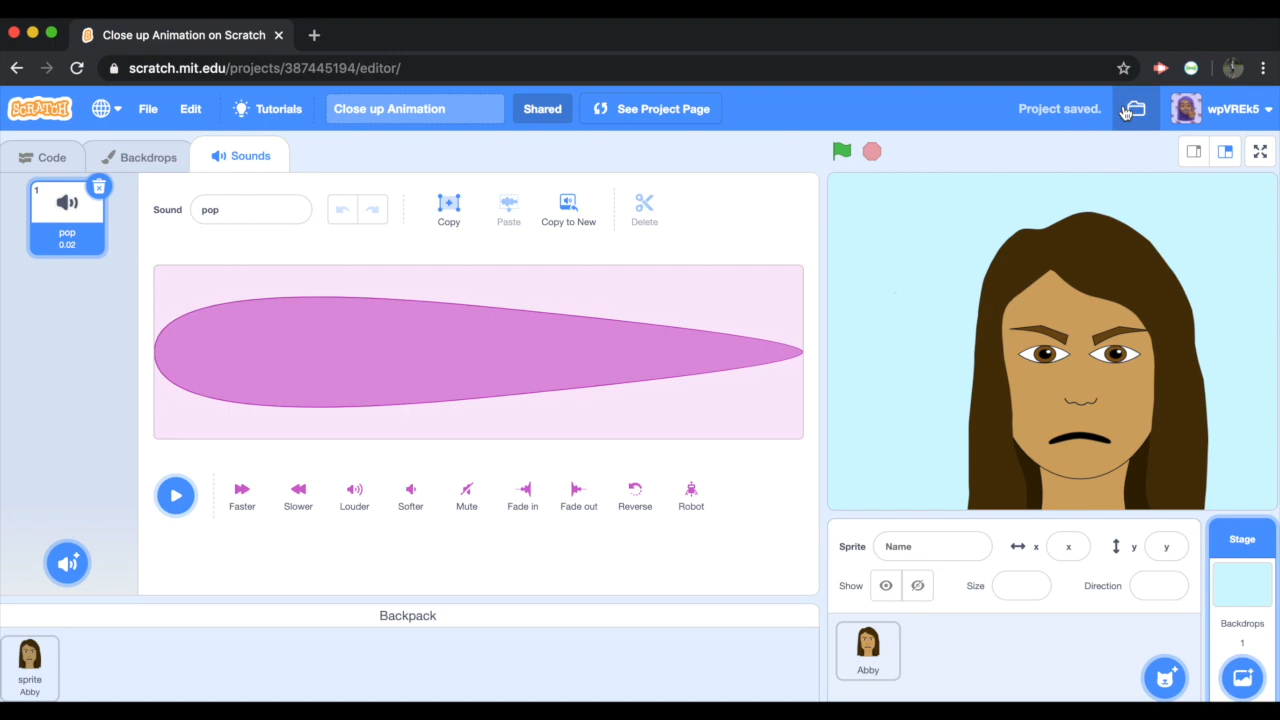 Close up Animation on Scratch
scratch.mit.edu/projects/387445194/editor/
SCRATCH
File
Edit
Tutorials
Close up Animation
Shared
See Project Page
Project saved.
wpVREk5
Code
Backdrops
Sounds
1
pop
0.02
Sound
pop
Copy
Paste
Copy to New
Delete
Faster
Slower
Louder
Softer
Mute
Fade in
Fade out
Reverse
Robot
Backpack
sprite
Abby
Sprite
Name
x
x
y
y
Show
Size
Direction
Abby
Stage
Backdrops
1